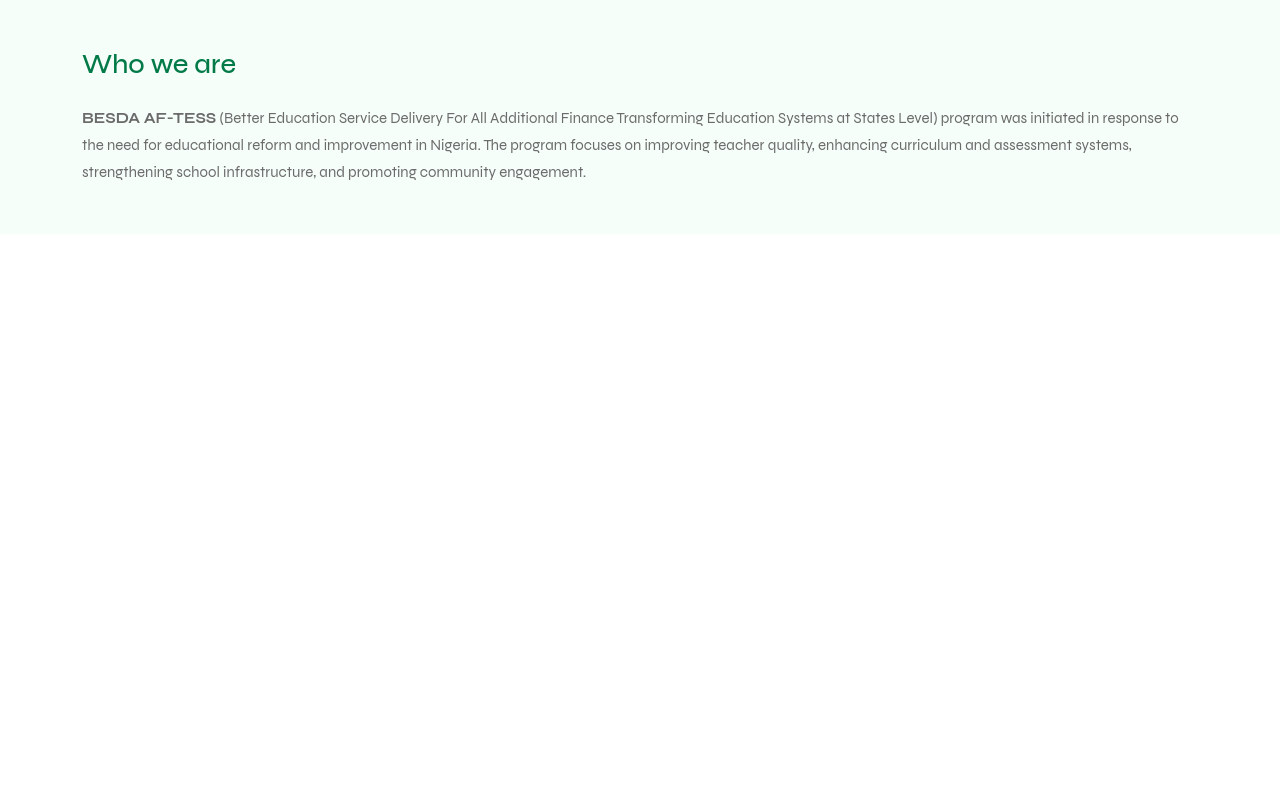 Who we are
BESDA AF-TESS (Better Education Service Delivery For All Additional Finance Transforming Education Systems at States Level) program was initiated in response to
the need for educational reform and improvement in Nigeria. The program focuses on improving teacher quality, enhancing curriculum and assessment systems,
strengthening school infrastructure, and promoting community engagement.